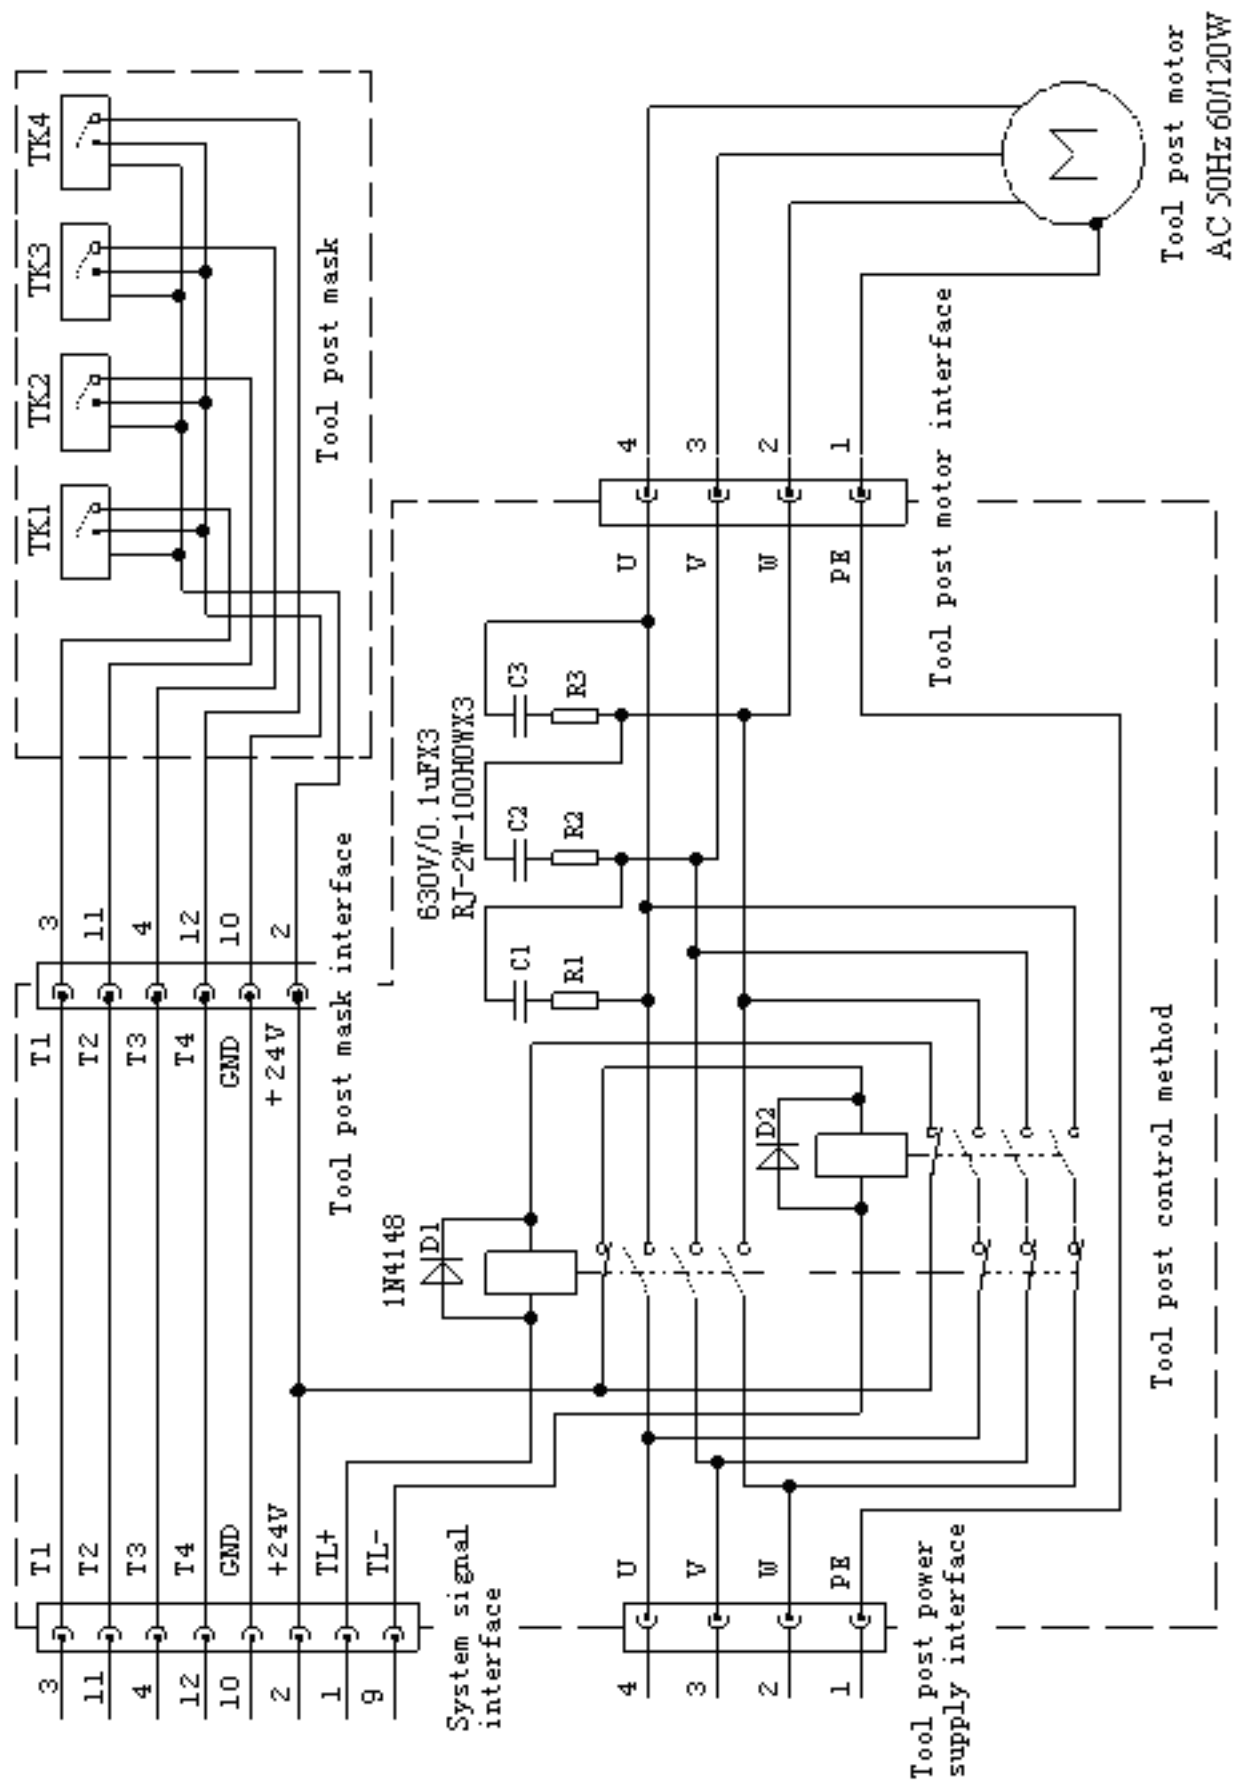 TK1
TK2
TK3
TK4
Tool post mask
3
T1
T1
3
11
T2
T2
11
4
T3
T3
4
12
T4
T4
12
10
GND
GND
10
2
+24V
+24V
2
1
TL+
9
TL-
System signal
interface
Tool post mask interface
1N4148
D1
D2
630V/0.1uFX3
RJ-2W-100HOWX3
C1
C2
C3
R1
R2
R3
4
U
U
4
3
V
V
3
2
W
W
2
1
PE
PE
1
Tool post power
supply interface
Tool post control method
Tool post motor interface
M
Tool post motor
AC 50Hz 60/120W